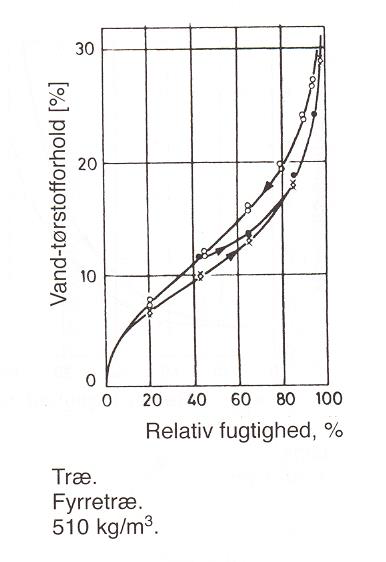 Vand-tørstofforhold [%]
30
20
10
0
0 20 40 60 80 100
Relativ fugtighed, %
Træ.
Fyrretræ.
510 kg/m³.